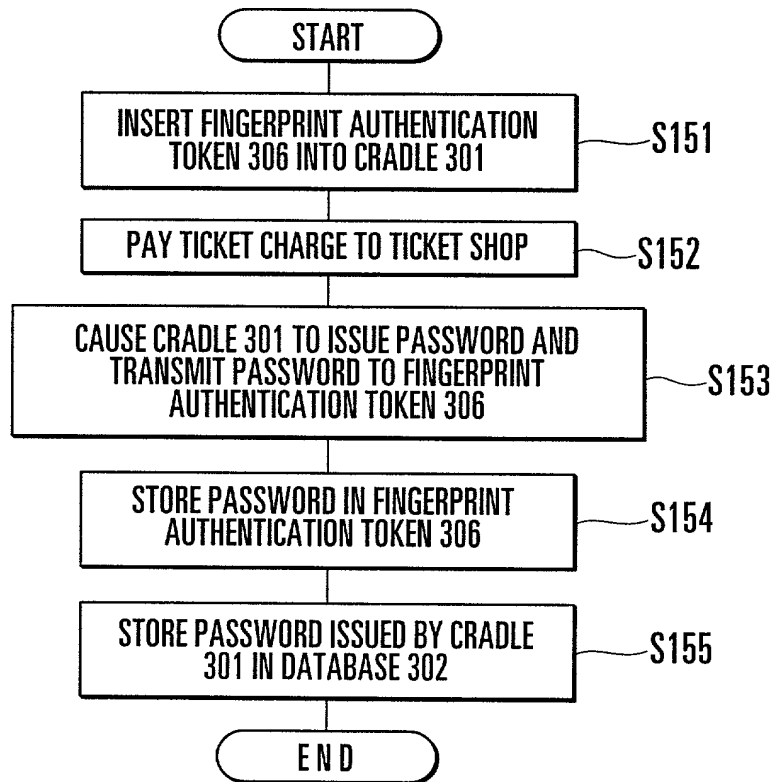 START
INSERT FINGERPRINT AUTHENTICATION
TOKEN 306 INTO CRADLE 301
S151
PAY TICKET CHARGE TO TICKET SHOP
S152
CAUSE CRADLE 301 TO ISSUE PASSWORD AND
TRANSMIT PASSWORD TO FINGERPRINT
AUTHENTICATION TOKEN 306
S153
STORE PASSWORD IN FINGERPRINT
AUTHENTICATION TOKEN 306
S154
STORE PASSWORD ISSUED BY CRADLE
301 IN DATABASE 302
S155
END